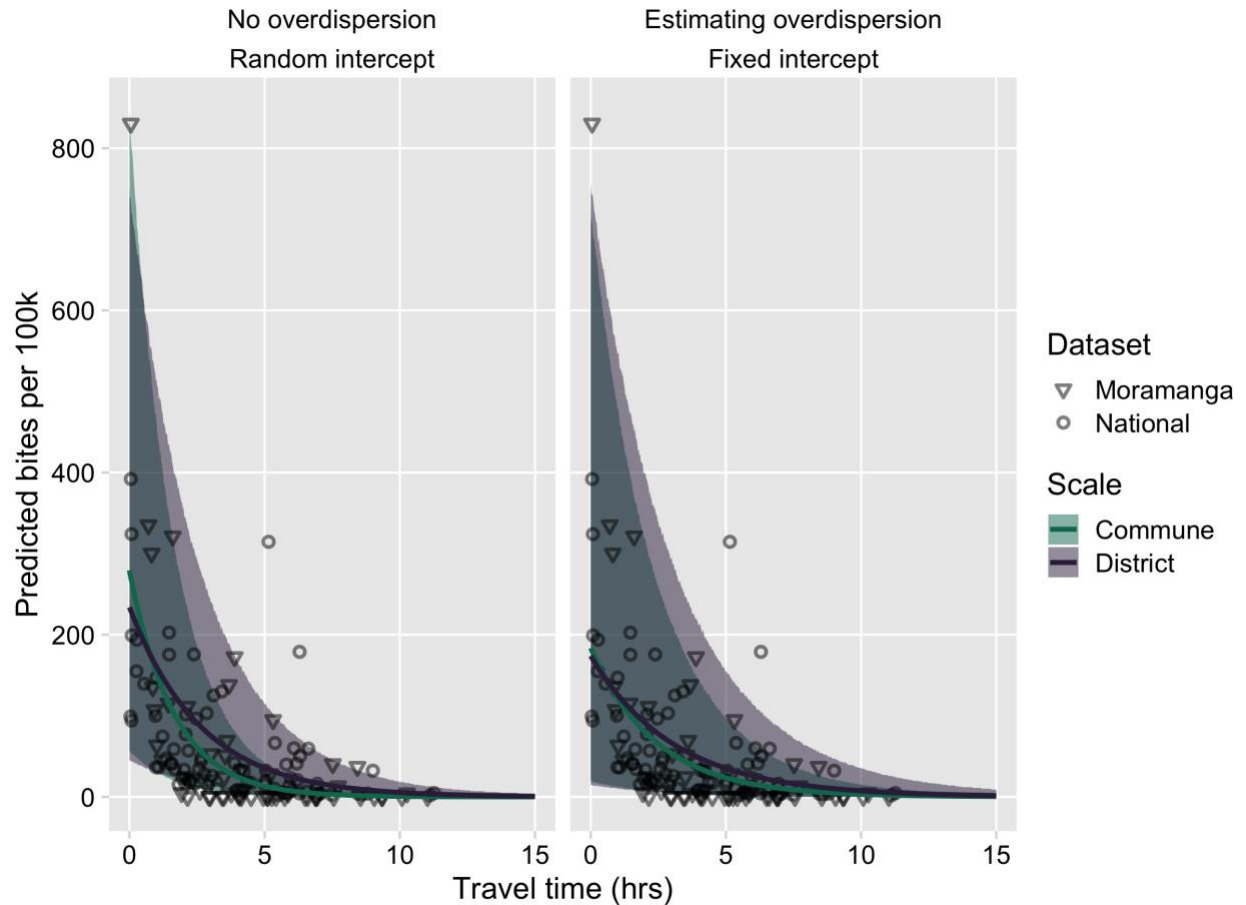 No overdispersion
Random intercept
Estimating overdispersion
Fixed intercept
Predicted bites per 100k
800
600
400
200
0
0 5 10 15
0 5 10 15
Travel time (hrs)
Dataset
Moramanga
National
Scale
Commune
District